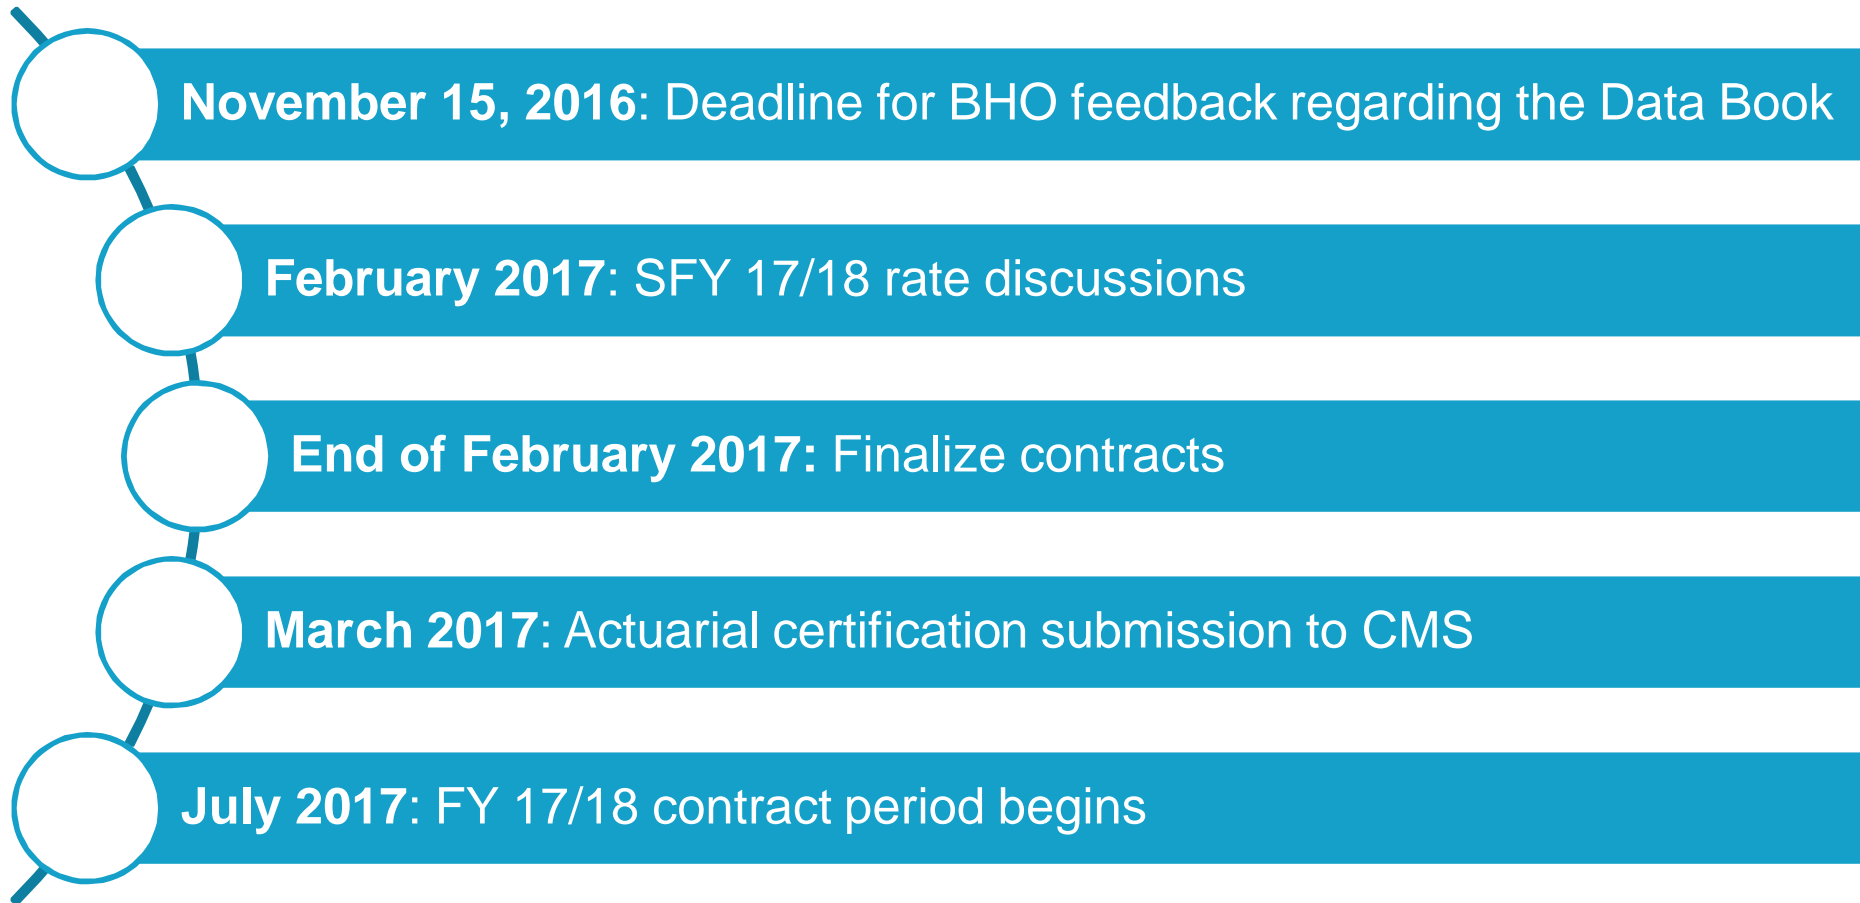 November 15, 2016: Deadline for BHO feedback regarding the Data Book
February 2017: SFY 17/18 rate discussions
End of February 2017: Finalize contracts
March 2017: Actuarial certification submission to CMS
July 2017: FY 17/18 contract period begins